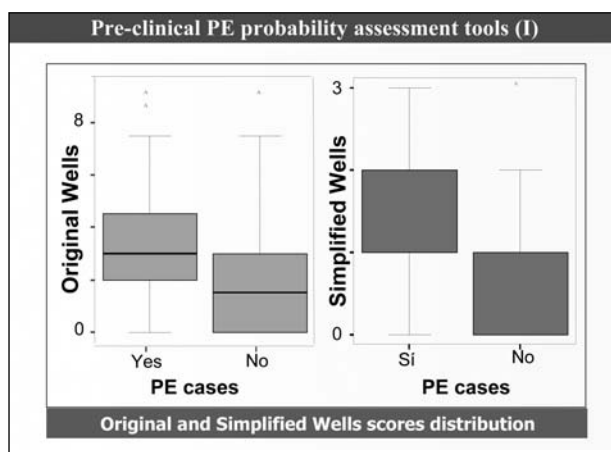 Pre-clinical PE probability assessment tools (I)
Original Wells
8
0
Yes No
PE cases
Simplified Wells
3
0
Sí No
PE cases
Original and Simplified Wells scores distribution